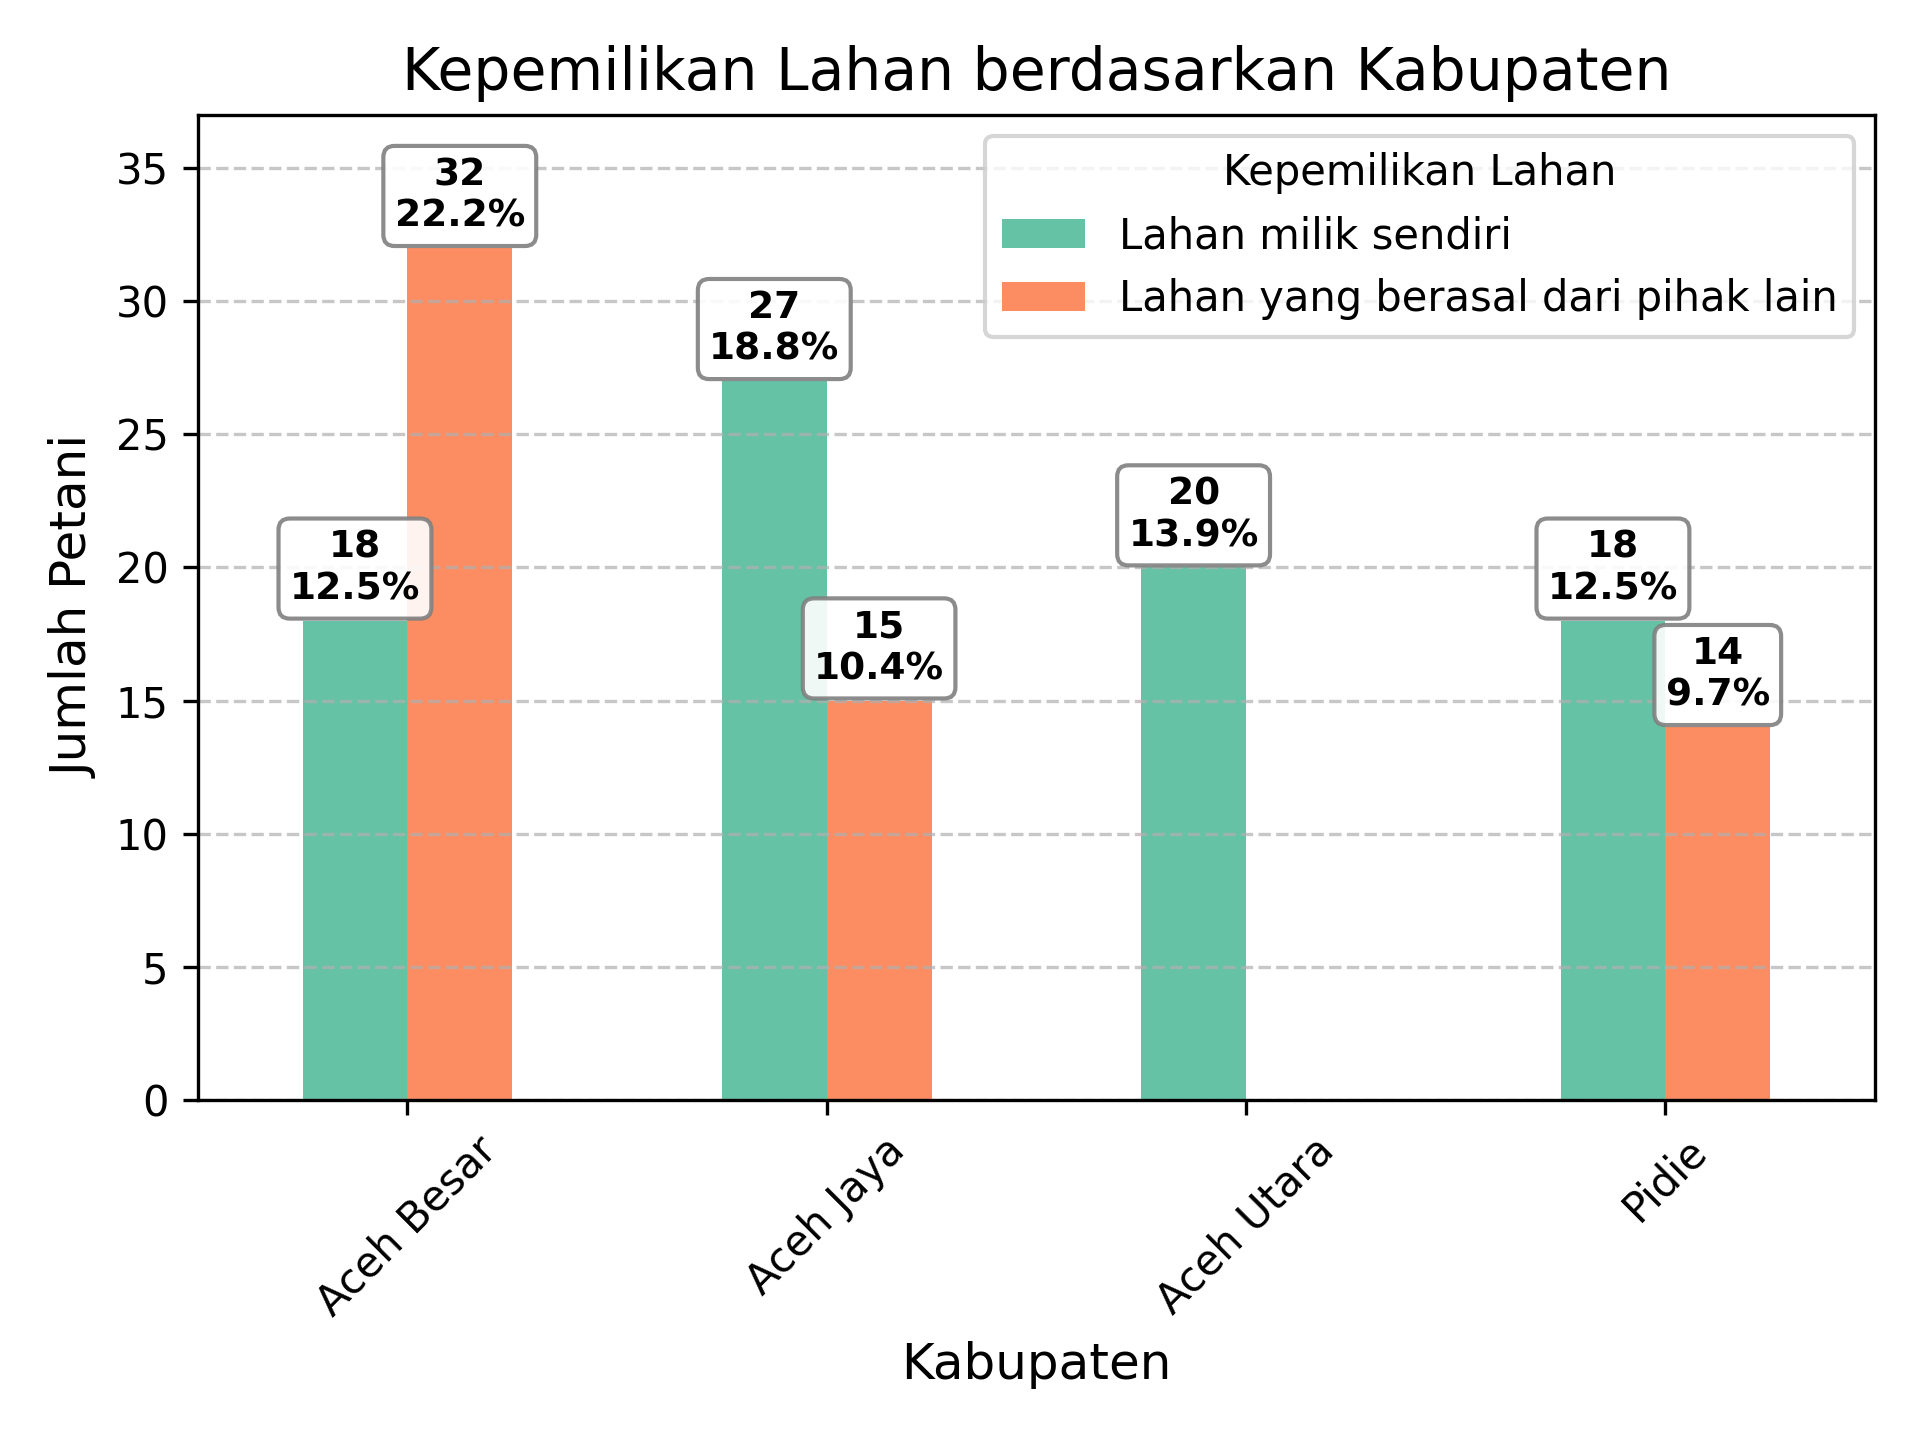 Kepemilikan Lahan berdasarkan Kabupaten
Kepemilikan Lahan
Lahan milik sendiri
Lahan yang berasal dari pihak lain
Jumlah Petani
35
30
25
20
15
10
5
0
18
12.5%
32
22.2%
27
18.8%
15
10.4%
20
13.9%
18
12.5%
14
9.7%
Aceh Besar
Aceh Jaya
Aceh Utara
Pidie
Kabupaten